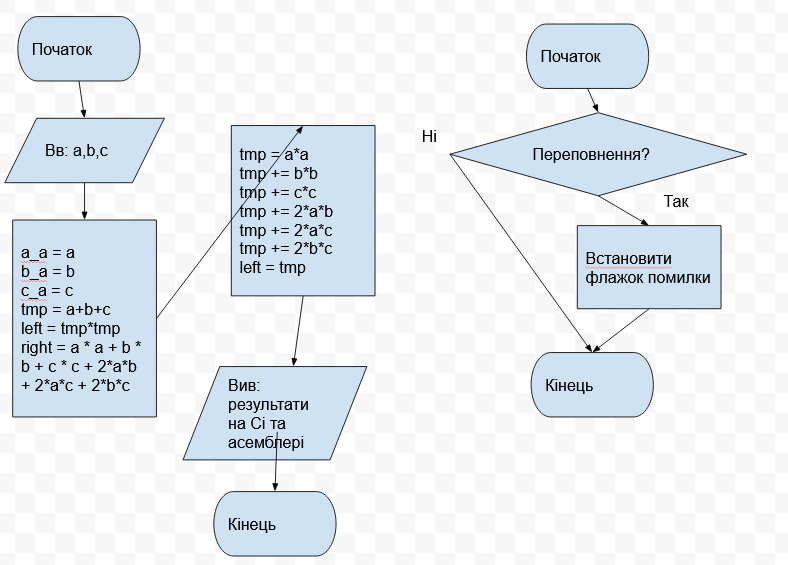 Початок
Вв: a,b,c
a_a = a
b_a = b
c_a = c
tmp = a+b+c
left = tmp*tmp
right = a * a + b *
b + c * c + 2*a*b
+ 2*a*c + 2*b*c
tmp = a*a
tmp += b*b
tmp += c*c
tmp += 2*a*b
tmp += 2*a*c
tmp += 2*b*c
left = tmp
Вив:
результати
на Сі та
асемблері
Кінець
Початок
Переповнення?
Ні
Так
Встановити
флажок помилки
Кінець